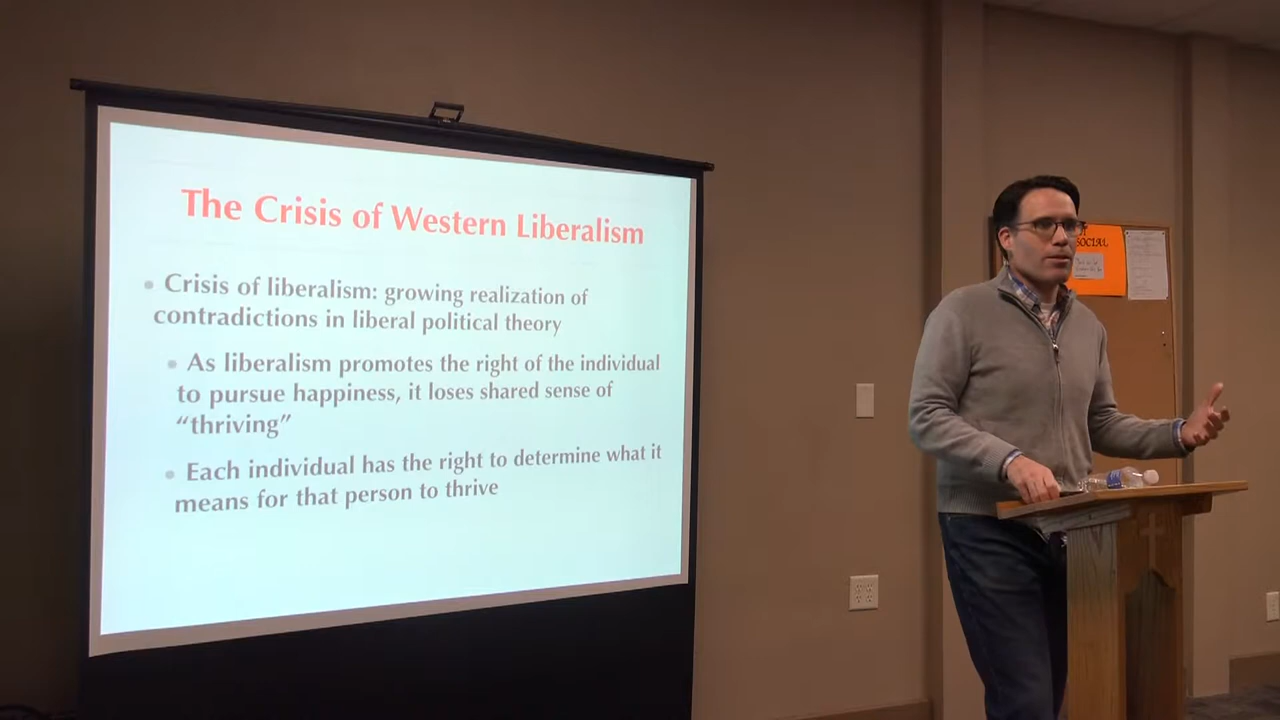 The Crisis of Western Liberalism
• Crisis of liberalism: growing realization of
contradictions in liberal political theory
• As liberalism promotes the right of the individual
to pursue happiness, it loses shared sense of
“thriving”
• Each individual has the right to determine what it
means for that person to thrive
SOCIAL